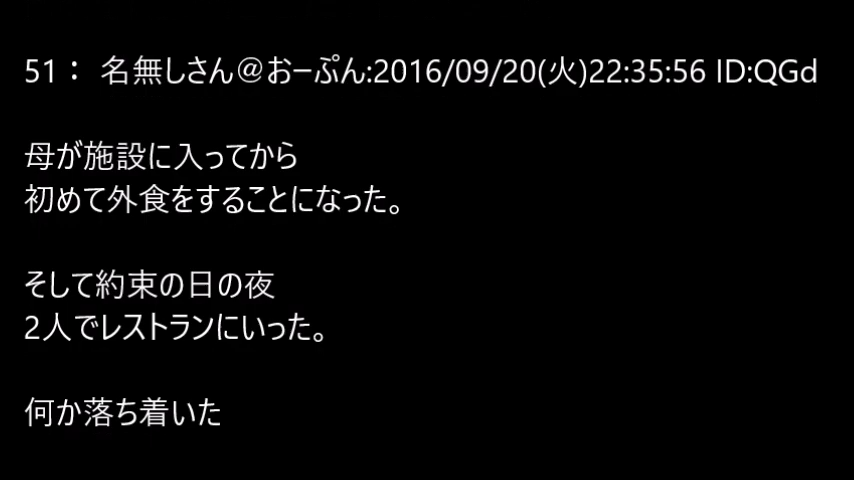 51： 名無しさん＠おーぷん:2016/09/20(火)22:35:56 ID:QGd
母が施設に入ってから
初めて外食をすることになった。
そして約束の日の夜
2人でレストランにいった。
何か落ち着いた